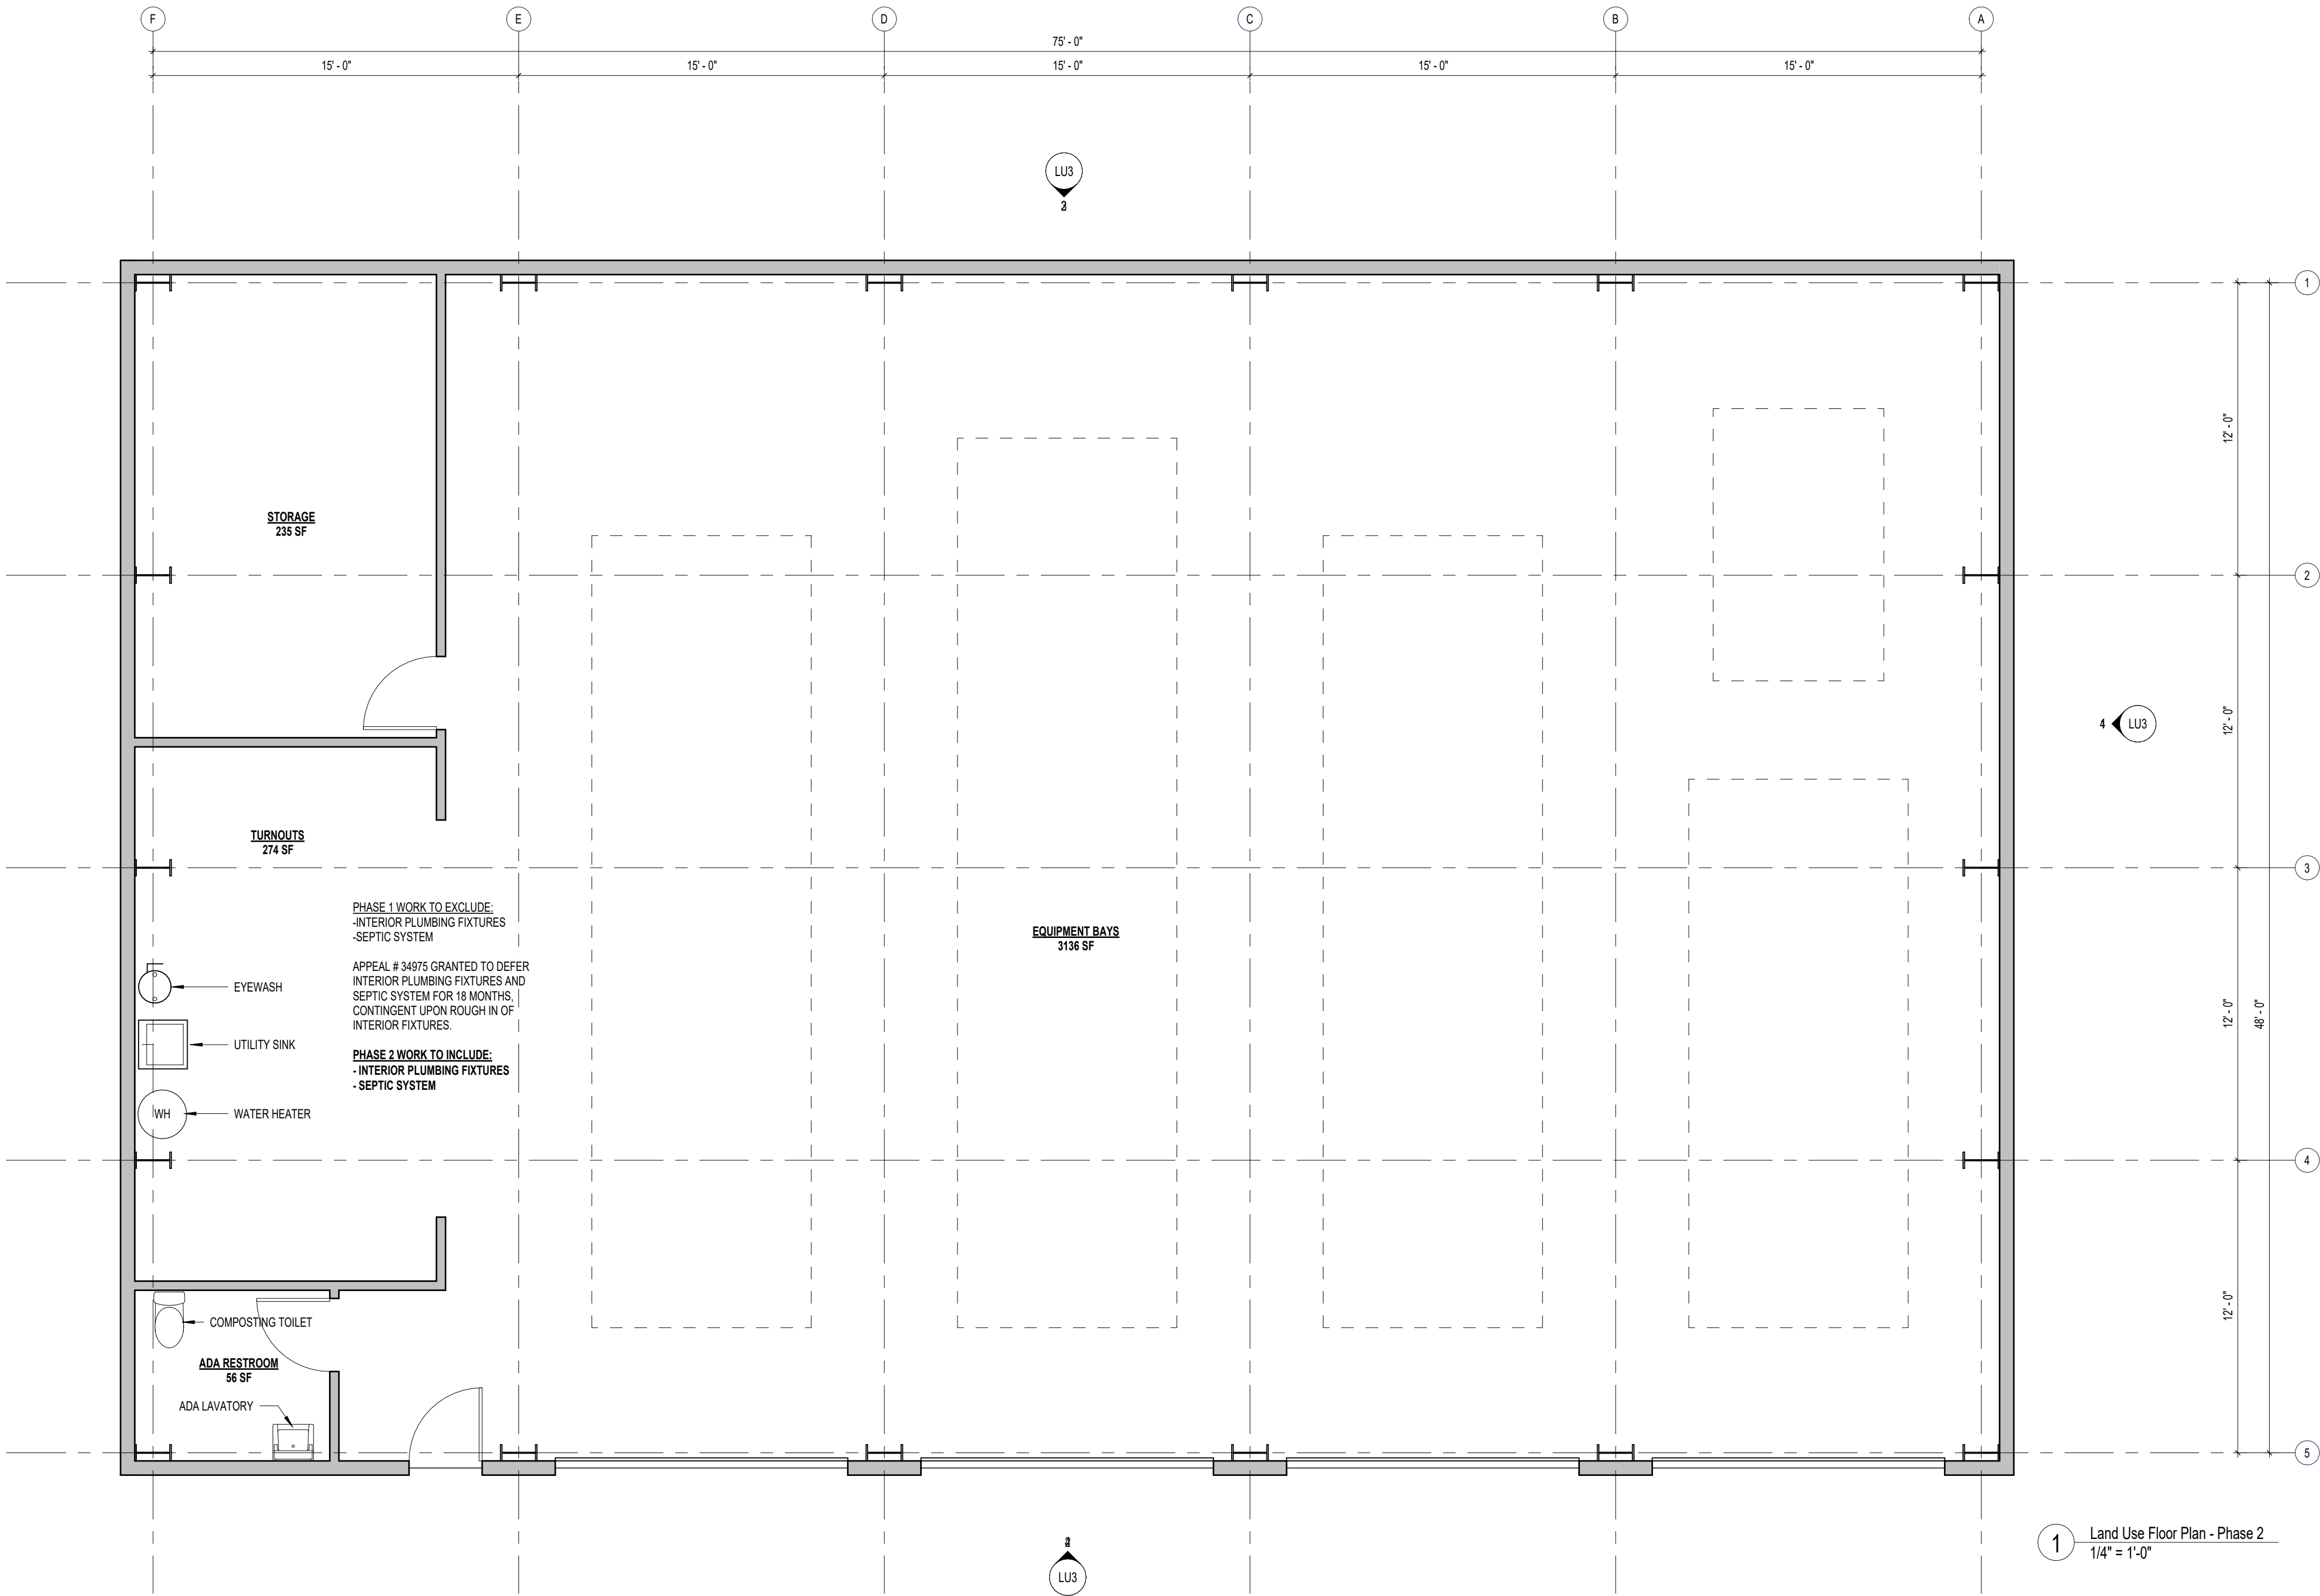 F
E
D
C
B
A
75' - 0"
15' - 0"
15' - 0"
15' - 0"
15' - 0"
15' - 0"
LU3
1
12' - 0"
STORAGE
235 SF
2
12' - 0"
4
LU3
TURNOUTS
274 SF
3
PHASE 1 WORK TO EXCLUDE:
-INTERIOR PLUMBING FIXTURES
-SEPTIC SYSTEM
APPEAL # 34975 GRANTED TO DEFER
INTERIOR PLUMBING FIXTURES AND
SEPTIC SYSTEM FOR 18 MONTHS,
CONTINGENT UPON ROUGH IN OF
INTERIOR FIXTURES.
PHASE 2 WORK TO INCLUDE:
- INTERIOR PLUMBING FIXTURES
- SEPTIC SYSTEM
EQUIPMENT BAYS
3136 SF
EYEWASH
UTILITY SINK
WH
WATER HEATER
12' - 0"
48' - 0"
4
12' - 0"
COMPOSTING TOILET
ADA RESTROOM
56 SF
ADA LAVATORY
5
LU3
1
Land Use Floor Plan - Phase 2
1/4" = 1'-0"